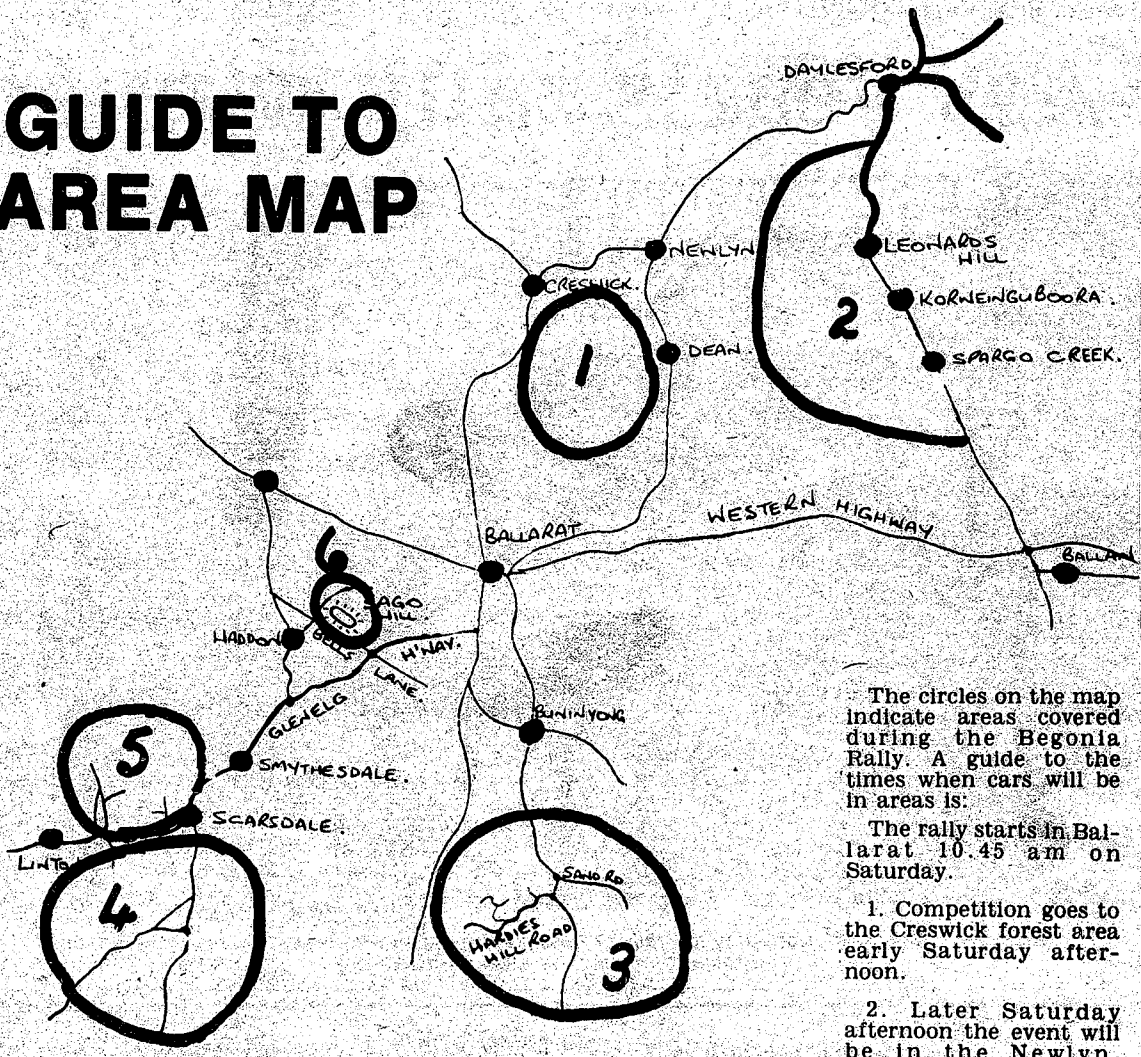 GUIDE TO
AREA MAP
DAYLESFORD
NEWLYN
LEONARDS
HILL
CRESWICK.
KORWEINGUBOORA.
1
2
DEAN.
SPARGO CREEK.
WESTERN HIGHWAY
BALLARAT
BALLAN
6
SAGO
HILL.
HADDON
BELLS
LANE
H'WAY.
GLENELG
BUNINYONG
5
SMYTHESDALE.
SCARSDALE.
4
SAND RD
HARDIES
HILL ROAD
3
The circles on the map
indicate areas covered
during the Begonia
Rally. A guide to the
times when cars will be
in areas is:
The rally starts in Bal-
larat 10.45 am on
Saturday.
1. Competition goes to
the Creswick forest area
early Saturday after-
noon.
2. Later Saturday
afternoon the event will
be in the Newlyn,